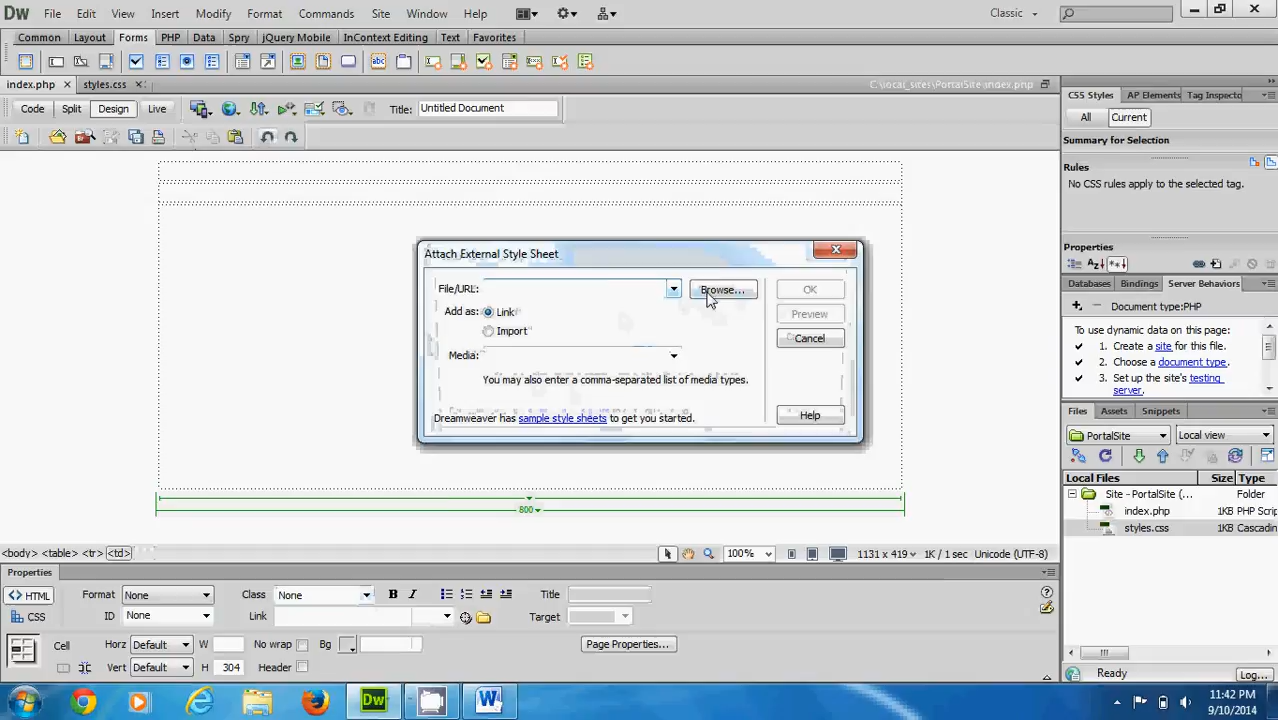 Dw File Edit View Insert Modify Format Commands Site Window Help Classic
Common Layout Forms PHP Data Spry jQuery Mobile InContext Editing Text Favorites
index.php × styles.css × C:\local_sites\PortalSite\index.php
Code Split Design Live Title: Untitled Document
CSS Styles AP Elements Tag Inspecto
All Current
Summary for Selection
Rules
No CSS rules apply to the selected tag.
Properties
Attach External Style Sheet
File/URL: Browse... OK
Add as: Link
Preview
Import
Cancel
Media:
You may also enter a comma-separated list of media types.
Dreamweaver has sample style sheets to get you started.
Help
800
Databases Bindings Server Behaviors
Document type:PHP
To use dynamic data on this page:
1. Create a site for this file.
2. Choose a document type.
3. Set up the site's testing
server.
Files Assets Snippets
PortalSite Local view
Local Files Size Type
Site - PortalSite (... Folder
index.php 1KB PHP Scrip
styles.css 1KB Cascadin
<body> <table> <tr> <td> 100% 1131 x 419 1K / 1 sec Unicode (UTF-8)
Properties
HTML Format None Class None B I Title
CSS ID None Link Target
Cell Horz Default W No wrap Bg Page Properties...
Vert Default H 304 Header
Ready Log...
Dw W
11:42 PM
9/10/2014